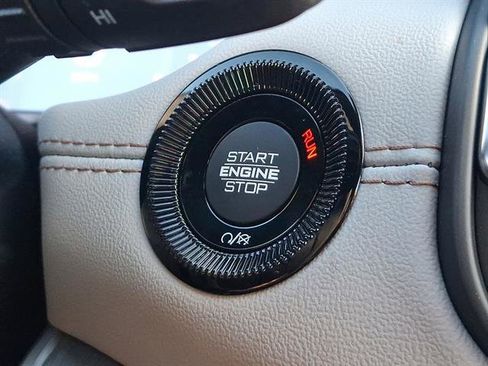 HI
START
RUN
ENGINE
STOP